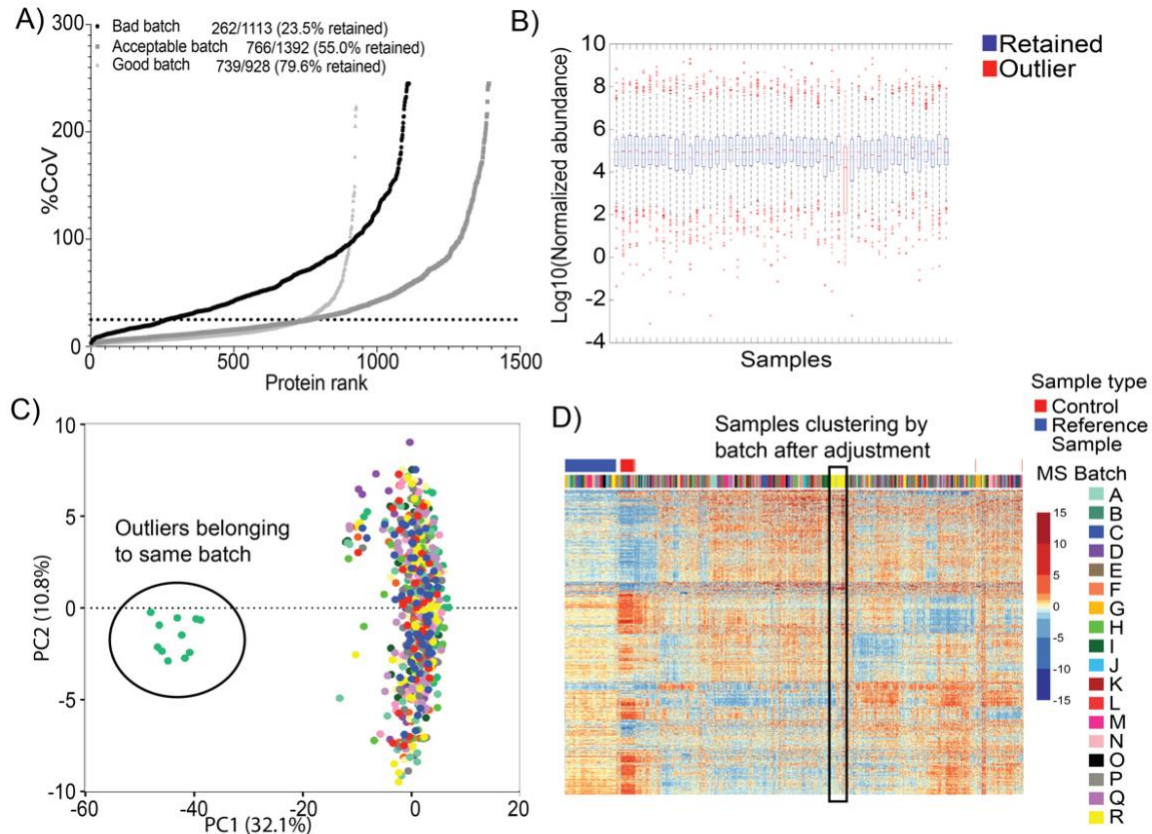 A)
300
200
100
0
%CoV
Bad batch 262/1113 (23.5% retained)
Acceptable batch 766/1392 (55.0% retained)
Good batch 739/928 (79.6% retained)
0 500 1000 1500
Protein rank
B)
10
8
6
4
2
0
-2
-4
Log10(Normalized abundance)
Samples
Retained
Outlier
C)
10
5
0
-5
-10
PC2 (10.8%)
Outliers belonging
to same batch
-60 -40 -20 0 20
PC1 (32.1%)
D)
Samples clustering by
batch after adjustment
Sample type
Control
Reference
Sample
MS Batch
15
10
5
0
-5
-10
-15
A
B
C
D
E
F
G
H
I
J
K
L
M
N
O
P
Q
R